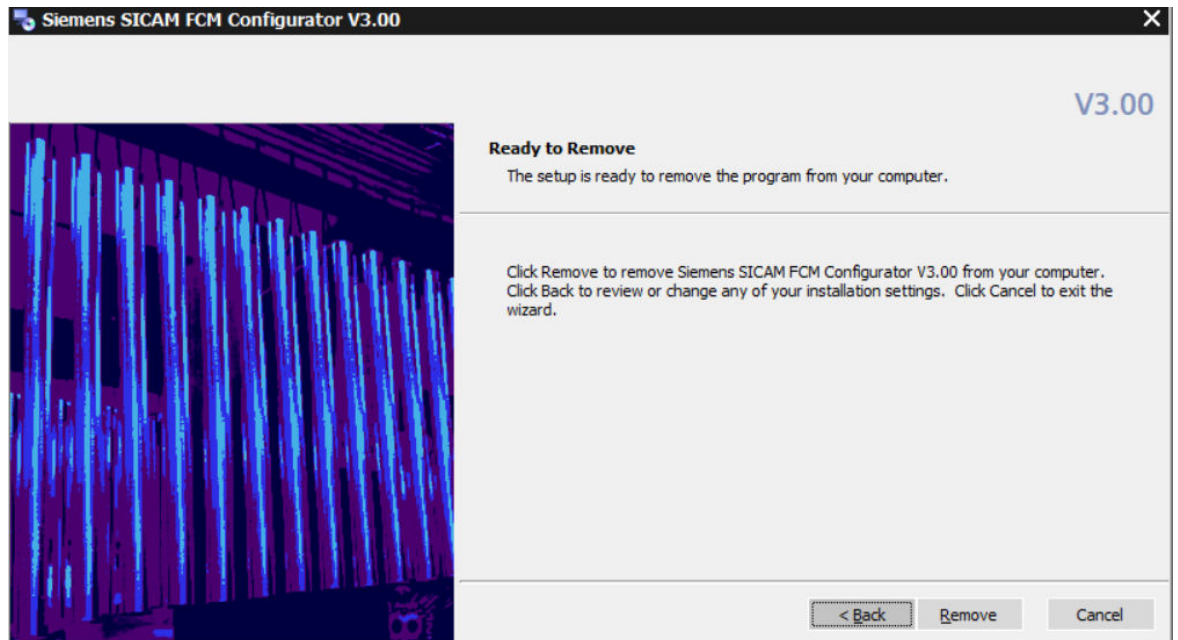 Siemens SICAM FCM Configurator V3.00
V3.00
Ready to Remove
The setup is ready to remove the program from your computer.
Click Remove to remove Siemens SICAM FCM Configurator V3.00 from your computer.
Click Back to review or change any of your installation settings. Click Cancel to exit the
wizard.
< Back
Remove
Cancel